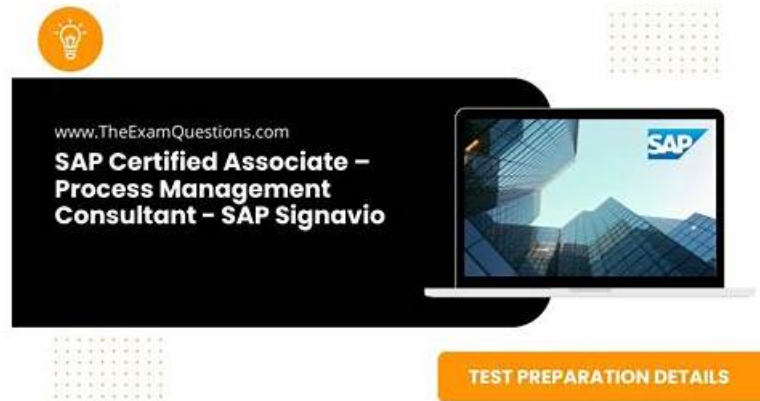 www.TheExamQuestions.com
SAP Certified Associate –
Process Management
Consultant - SAP Signavio
SAP
TEST PREPARATION DETAILS